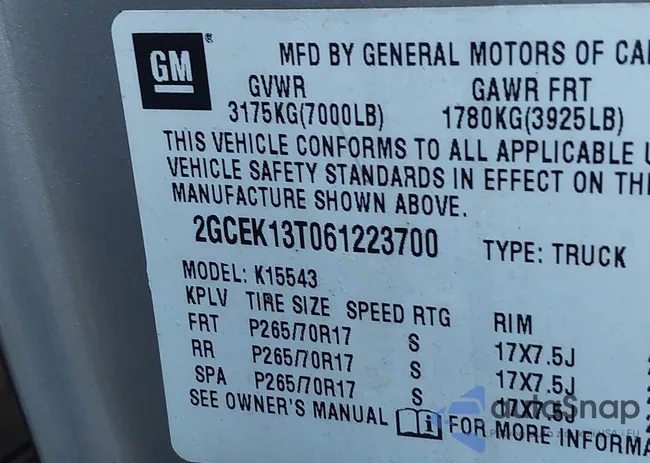 GM
MFD BY GENERAL MOTORS OF CA
GVWR GAWR FRT
3175KG(7000LB) 1780KG(3925LB)
THIS VEHICLE CONFORMS TO ALL APPLICABLE
VEHICLE SAFETY STANDARDS IN EFFECT ON TH
MANUFACTURE SHOWN ABOVE.
2GCEK13T061223700 TYPE: TRUCK
MODEL: K15543
KPLV TIRE SIZE SPEED RTG RIM
FRT P265/70R17 S 17X7.5J
RR P265/70R17 S 17X7.5J
SPA P265/70R17 S 17X7.5J
SEE OWNER'S MANUAL i FOR MORE INFORMA
autoSnap